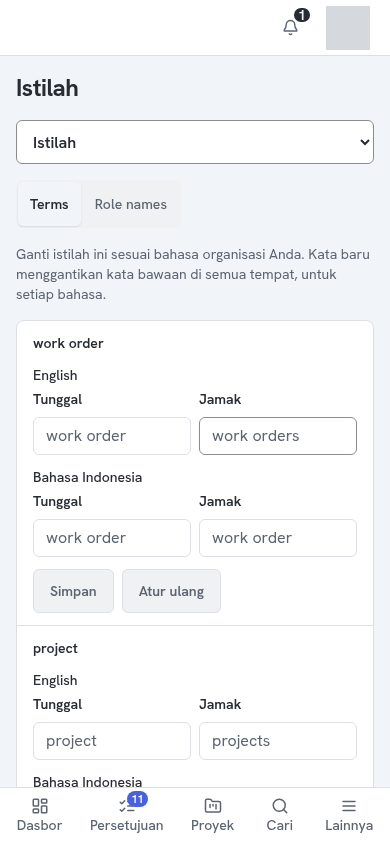 1
Istilah
Istilah
Terms Role names
Ganti istilah ini sesuai bahasa organisasi Anda. Kata baru
menggantikan kata bawaan di semua tempat, untuk
setiap bahasa.
work order
English
Tunggal Jamak
work order work orders
Bahasa Indonesia
Tunggal Jamak
work order work order
Simpan Atur ulang
project
English
Tunggal Jamak
project projects
Bahasa Indonesia
11
Dasbor Persetujuan Proyek Cari Lainnya